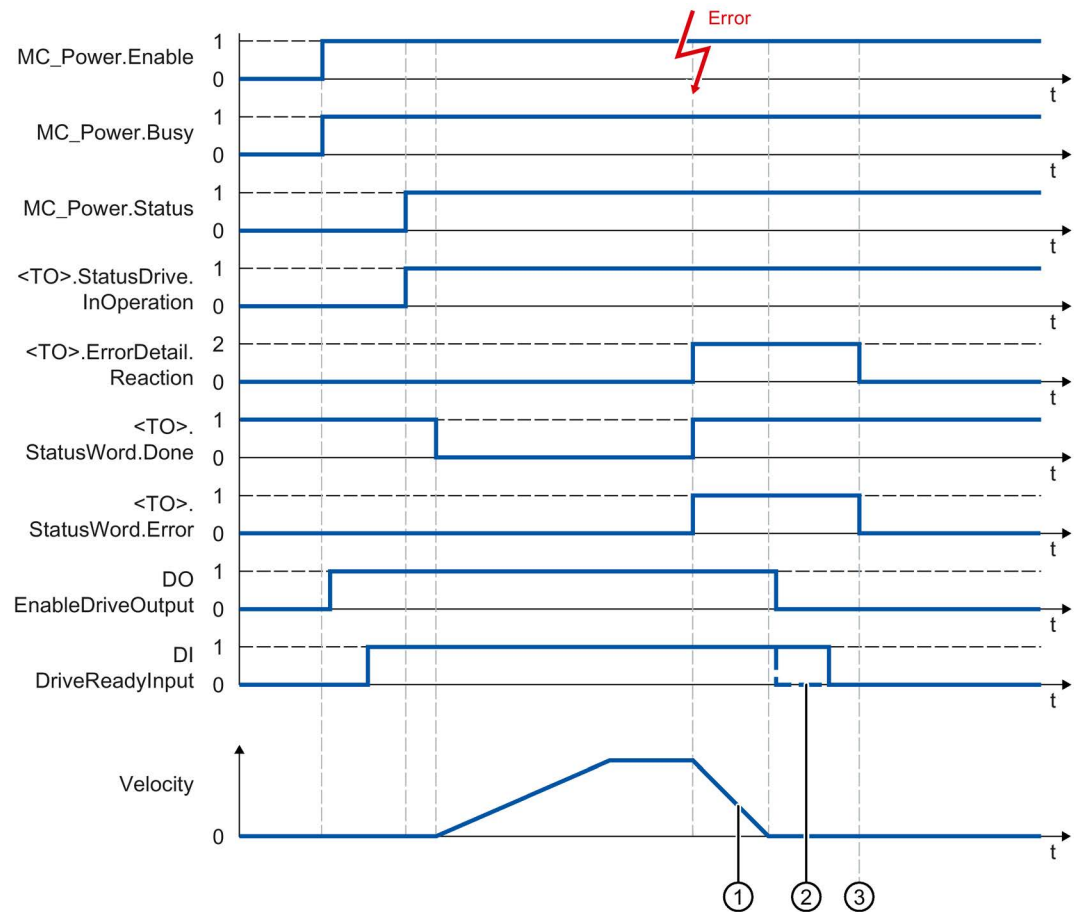 Error
MC_Power.Enable
1
0
t
MC_Power.Busy
1
0
t
MC_Power.Status
1
0
t
<TO>.StatusDrive.
InOperation
1
0
t
<TO>.ErrorDetail.
Reaction
2
0
t
<TO>.
StatusWord.Done
1
0
t
<TO>.
StatusWord.Error
1
0
t
DO
EnableDriveOutput
1
0
t
DI
DriveReadyInput
1
0
t
Velocity
0
t
1
2
3